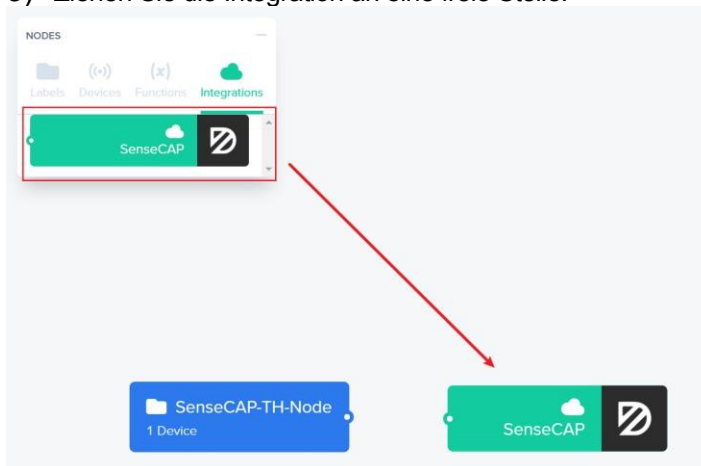 Ziehen Sie die Integration an eine freie Stelle.
NODES
(x)
Labels Devices Functions Integrations
SenseCAP
SenseCAP-TH-Node
1 Device
SenseCAP